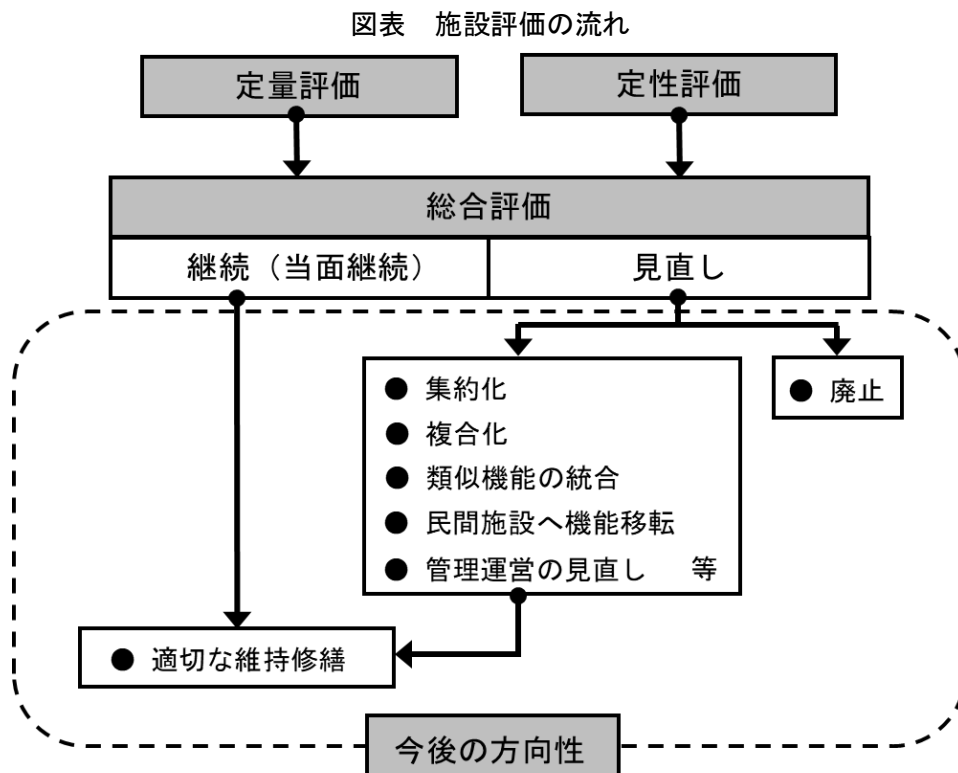 図表　施設評価の流れ
定量評価
定性評価
総合評価
継続（当面継続）
見直し
● 集約化
● 複合化
● 類似機能の統合
● 民間施設へ機能移転
● 管理運営の見直し　等
● 廃止
● 適切な維持修繕
今後の方向性